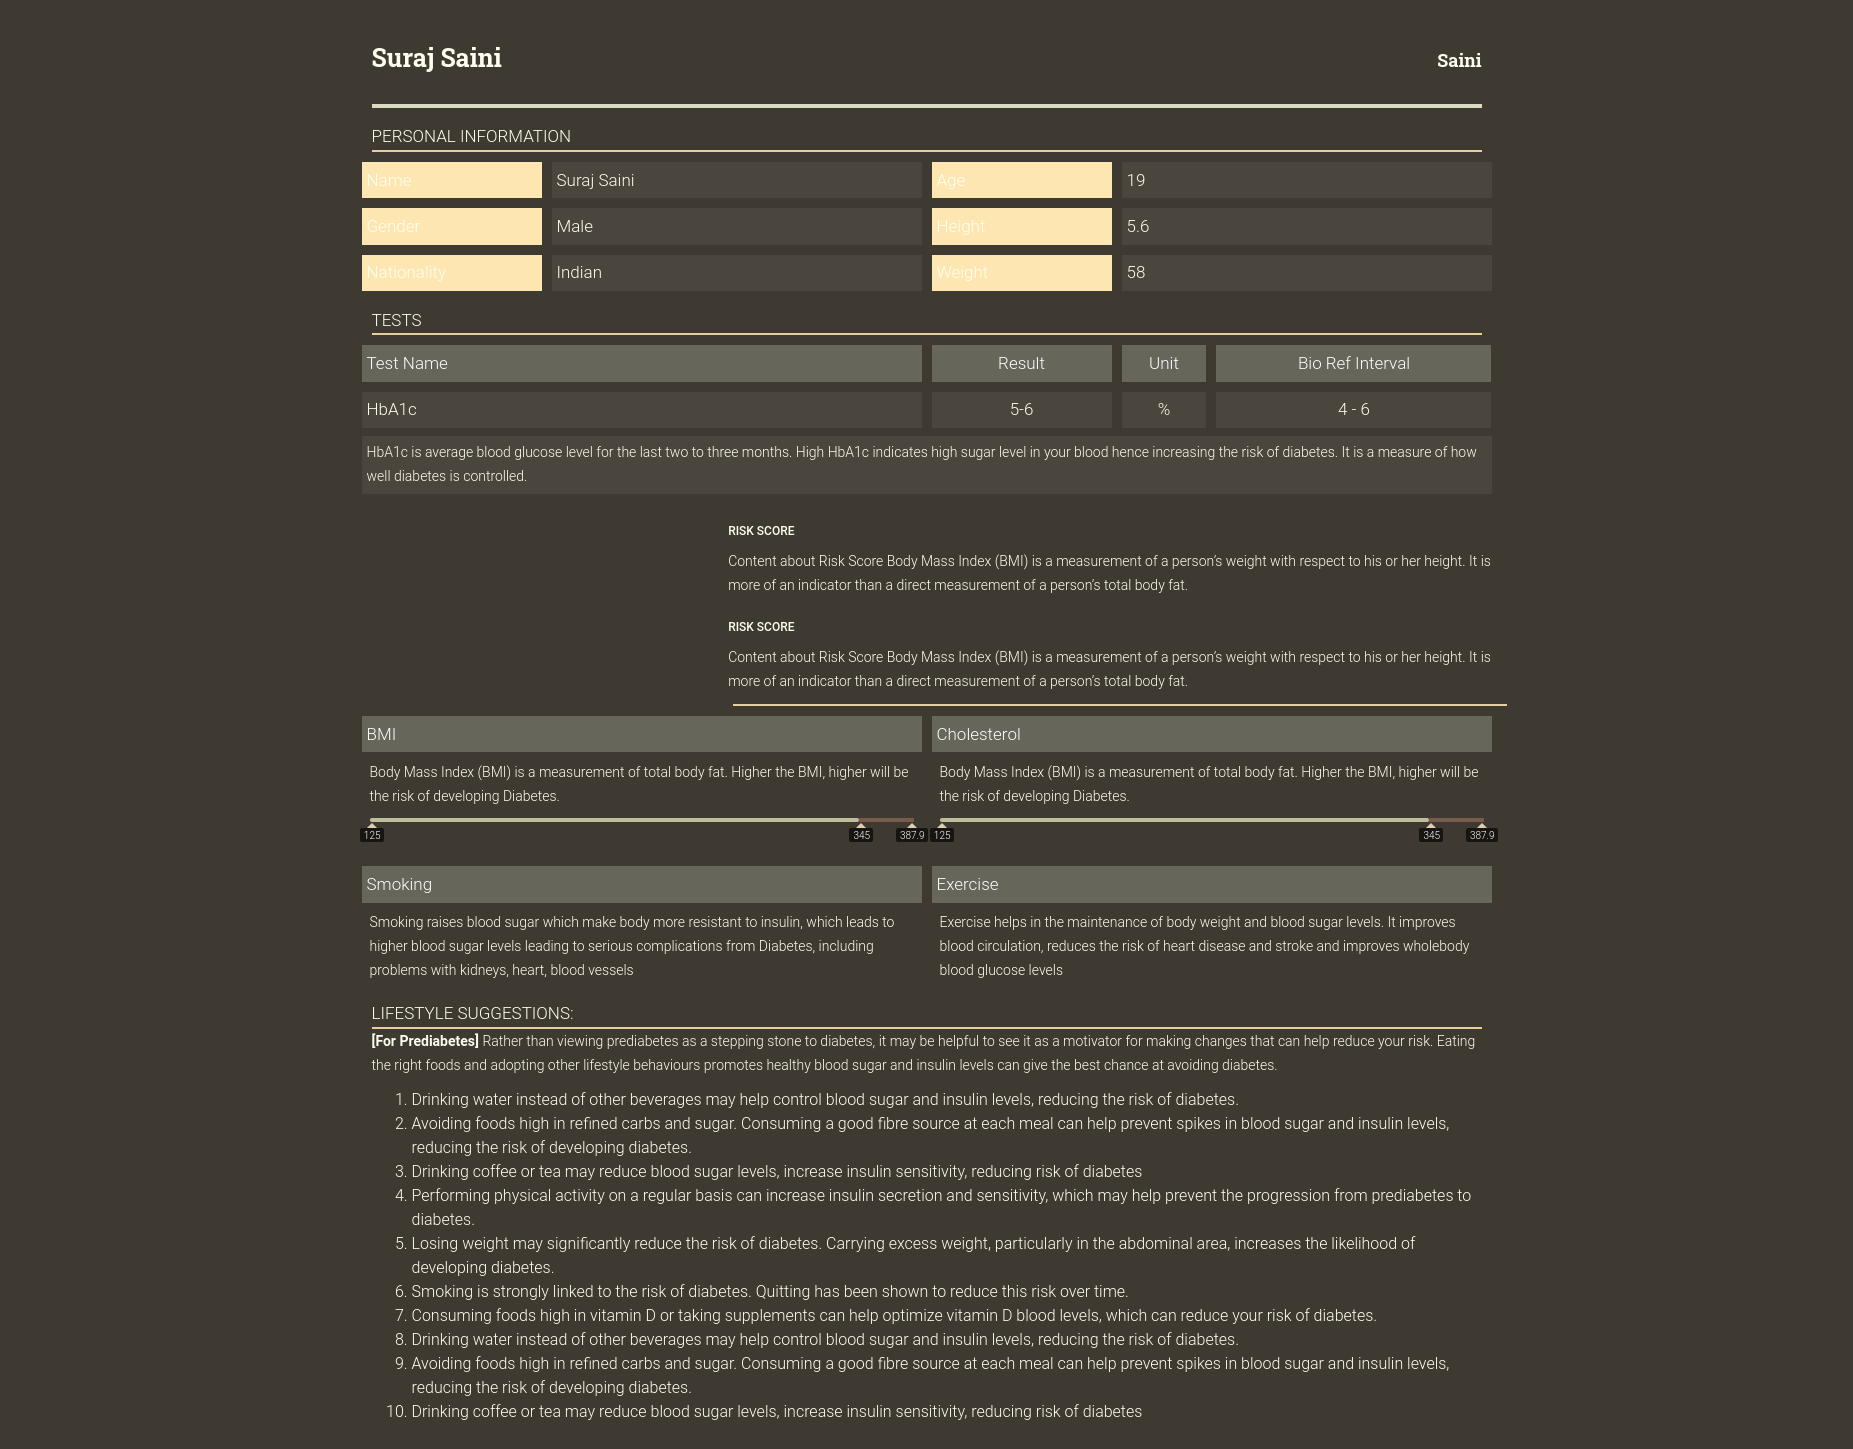 Suraj Saini
Saini
PERSONAL INFORMATION
Name Suraj Saini Age 19
Gender Male Height 5.6
Nationality Indian Weight 58
TESTS
Test Name Result Unit Bio Ref Interval
HbA1c 5-6 % 4 - 6
HbA1c is average blood glucose level for the last two to three months. High HbA1c indicates high sugar level in your blood hence increasing the risk of diabetes. It is a measure of how
well diabetes is controlled.
RISK SCORE
Content about Risk Score Body Mass Index (BMI) is a measurement of a person's weight with respect to his or her height. It is
more of an indicator than a direct measurement of a person's total body fat.
RISK SCORE
Content about Risk Score Body Mass Index (BMI) is a measurement of a person's weight with respect to his or her height. It is
more of an indicator than a direct measurement of a person's total body fat.
BMI
Body Mass Index (BMI) is a measurement of total body fat. Higher the BMI, higher will be
the risk of developing Diabetes.
125 345 387.9
Cholesterol
Body Mass Index (BMI) is a measurement of total body fat. Higher the BMI, higher will be
the risk of developing Diabetes.
125 345 387.9
Smoking
Smoking raises blood sugar which make body more resistant to insulin, which leads to
higher blood sugar levels leading to serious complications from Diabetes, including
problems with kidneys, heart, blood vessels
Exercise
Exercise helps in the maintenance of body weight and blood sugar levels. It improves
blood circulation, reduces the risk of heart disease and stroke and improves wholebody
blood glucose levels
LIFESTYLE SUGGESTIONS:
[For Prediabetes] Rather than viewing prediabetes as a stepping stone to diabetes, it may be helpful to see it as a motivator for making changes that can help reduce your risk. Eating
the right foods and adopting other lifestyle behaviours promotes healthy blood sugar and insulin levels can give the best chance at avoiding diabetes.
1. Drinking water instead of other beverages may help control blood sugar and insulin levels, reducing the risk of diabetes.
2. Avoiding foods high in refined carbs and sugar. Consuming a good fibre source at each meal can help prevent spikes in blood sugar and insulin levels,
reducing the risk of developing diabetes.
3. Drinking coffee or tea may reduce blood sugar levels, increase insulin sensitivity, reducing risk of diabetes
4. Performing physical activity on a regular basis can increase insulin secretion and sensitivity, which may help prevent the progression from prediabetes to
diabetes.
5. Losing weight may significantly reduce the risk of diabetes. Carrying excess weight, particularly in the abdominal area, increases the likelihood of
developing diabetes.
6. Smoking is strongly linked to the risk of diabetes. Quitting has been shown to reduce this risk over time.
7. Consuming foods high in vitamin D or taking supplements can help optimize vitamin D blood levels, which can reduce your risk of diabetes.
8. Drinking water instead of other beverages may help control blood sugar and insulin levels, reducing the risk of diabetes.
9. Avoiding foods high in refined carbs and sugar. Consuming a good fibre source at each meal can help prevent spikes in blood sugar and insulin levels,
reducing the risk of developing diabetes.
10. Drinking coffee or tea may reduce blood sugar levels, increase insulin sensitivity, reducing risk of diabetes